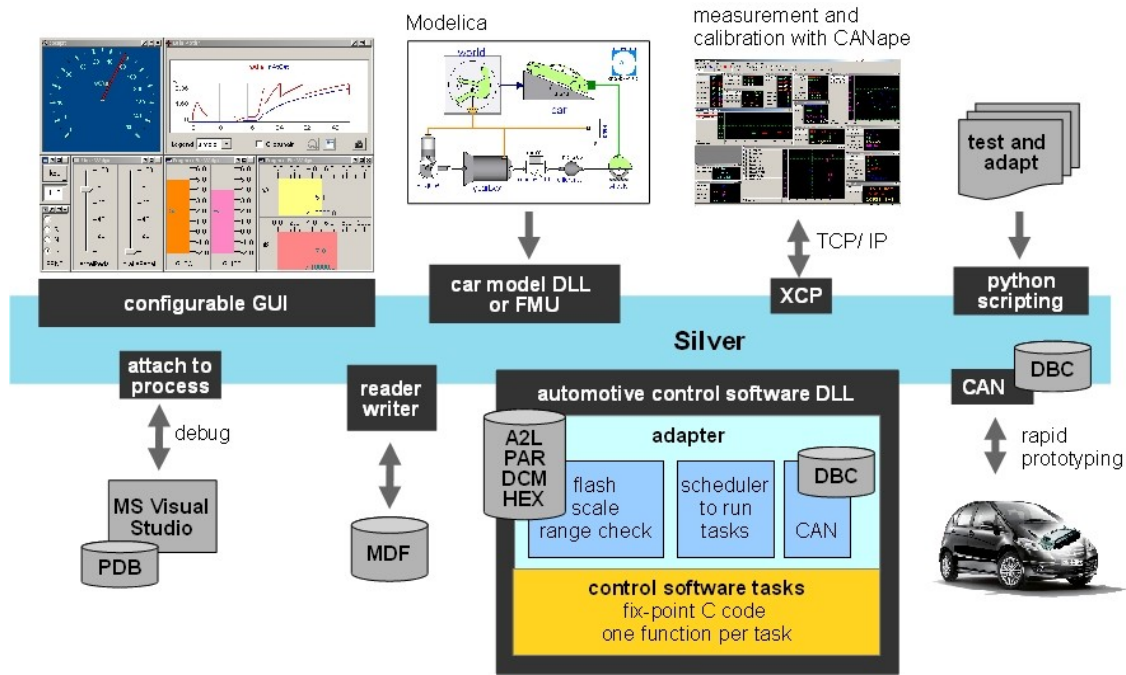 Modelica
measurement and
calibration with CANape
world
car
Legend
test and
adapt
TCP/ IP
configurable GUI
car model DLL
or FMU
XCP
python
scripting
Silver
attach to
process
reader
writer
automotive control software DLL
CAN
DBC
debug
A2L
PAR
DCM
HEX
adapter
flash
scale
range check
scheduler
to run
tasks
DBC
CAN
rapid
prototyping
MS Visual
Studio
PDB
MDF
control software tasks
fix-point C code
one function per task